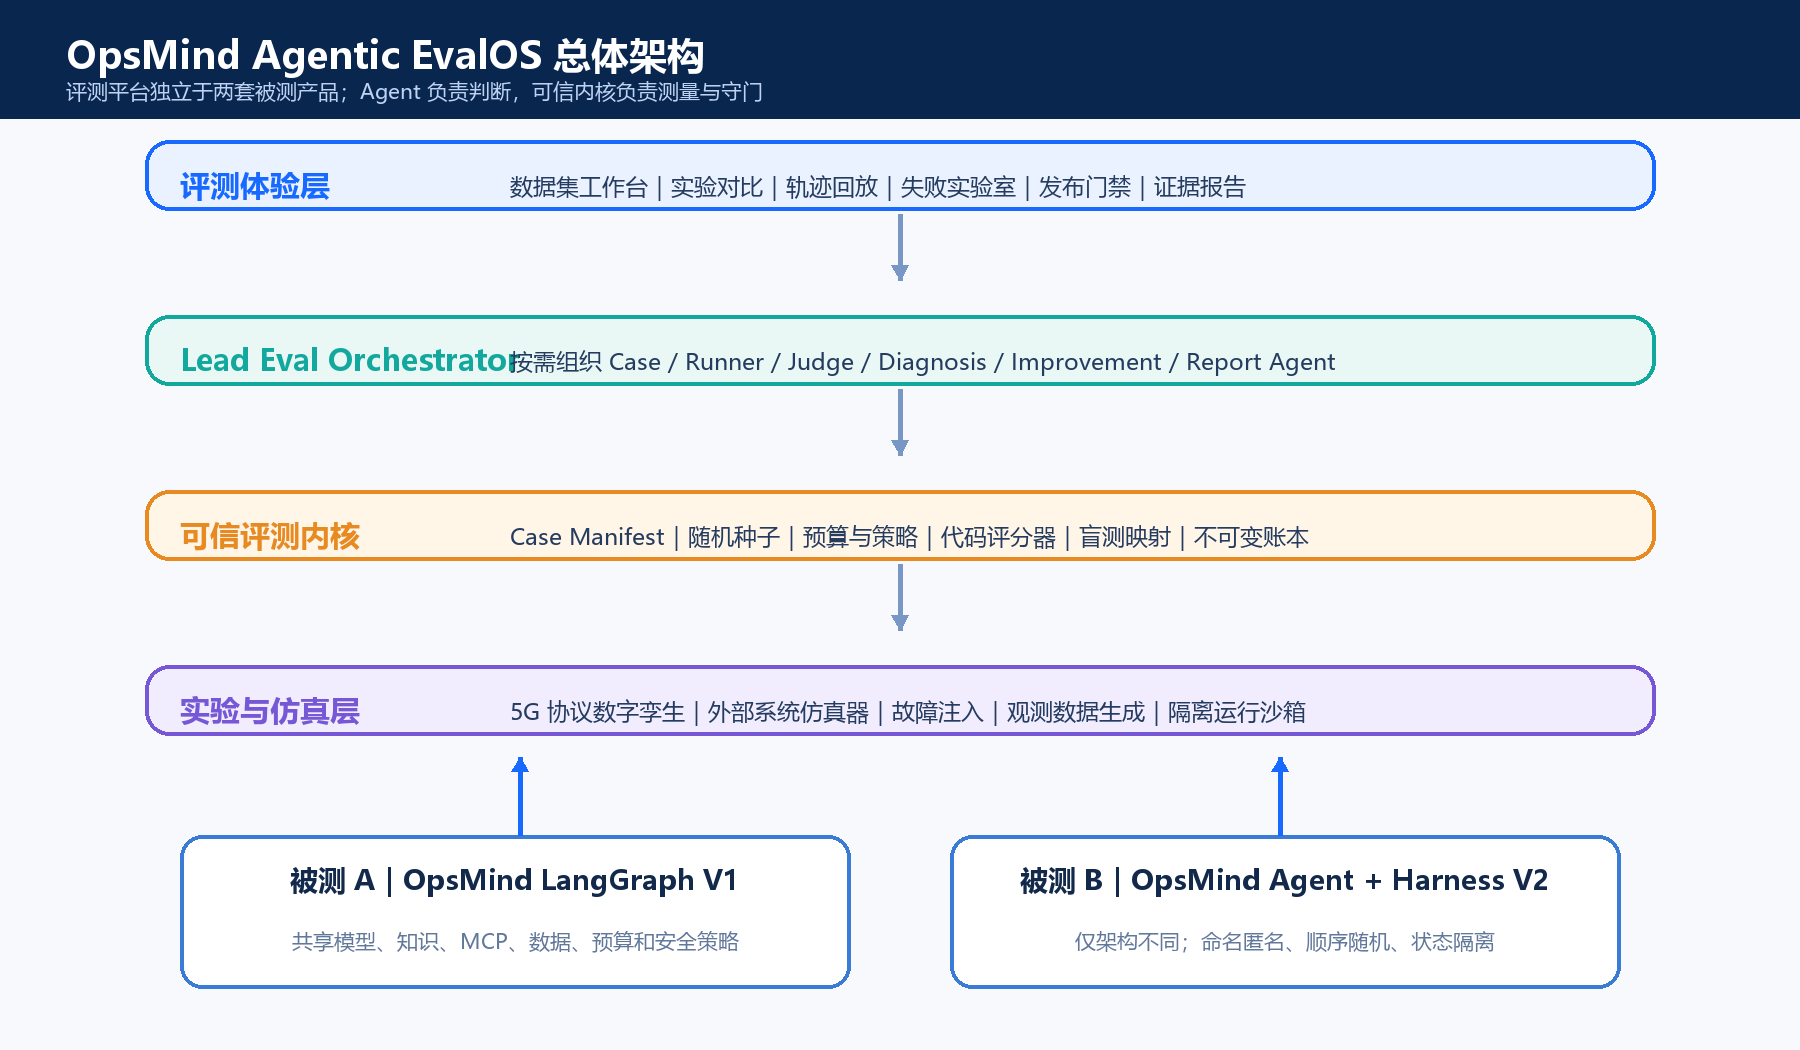 OpsMind Agentic EvalOS 总体架构
评测平台独立于两套被测产品；Agent 负责判断，可信内核负责测量与守门
评测体验层
数据集工作台 | 实验对比 | 轨迹回放 | 失败实验室 | 发布门禁 | 证据报告
Lead Eval Orchestrator
按需组织 Case / Runner / Judge / Diagnosis / Improvement / Report Agent
可信评测内核
Case Manifest | 随机种子 | 预算与策略 | 代码评分器 | 盲测映射 | 不可变账本
实验与仿真层
5G 协议数字孪生 | 外部系统仿真器 | 故障注入 | 观测数据生成 | 隔离运行沙箱
被测 A | OpsMind LangGraph V1
共享模型、知识、MCP、数据、预算和安全策略
被测 B | OpsMind Agent + Harness V2
仅架构不同；命名匿名、顺序随机、状态隔离